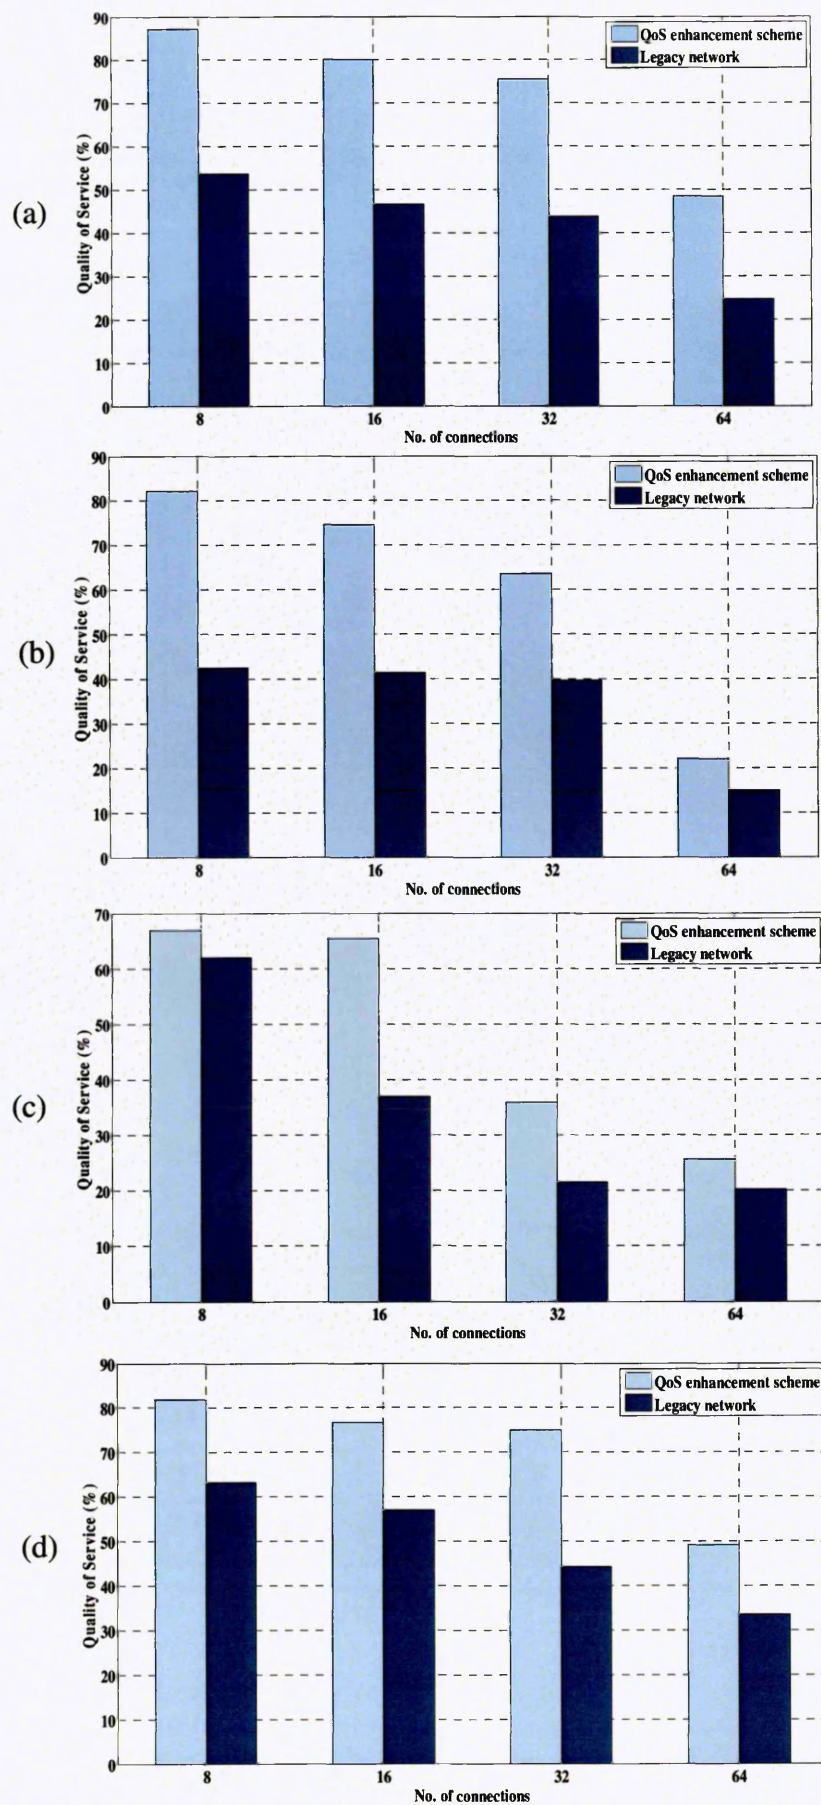 (a)
Quality of Service (%)
90
80
70
60
50
40
30
20
10
0
QoS enhancement scheme
Legacy network
8 16 32 64
No. of connections
(b)
Quality of Service (%)
90
80
70
60
50
40
30
20
10
0
QoS enhancement scheme
Legacy network
8 16 32 64
No. of connections
(c)
Quality of Service (%)
70
60
50
40
30
20
10
0
QoS enhancement scheme
Legacy network
8 16 32 64
No. of connections
(d)
Quality of Service (%)
90
80
70
60
50
40
30
20
10
0
QoS enhancement scheme
Legacy network
8 16 32 64
No. of connections